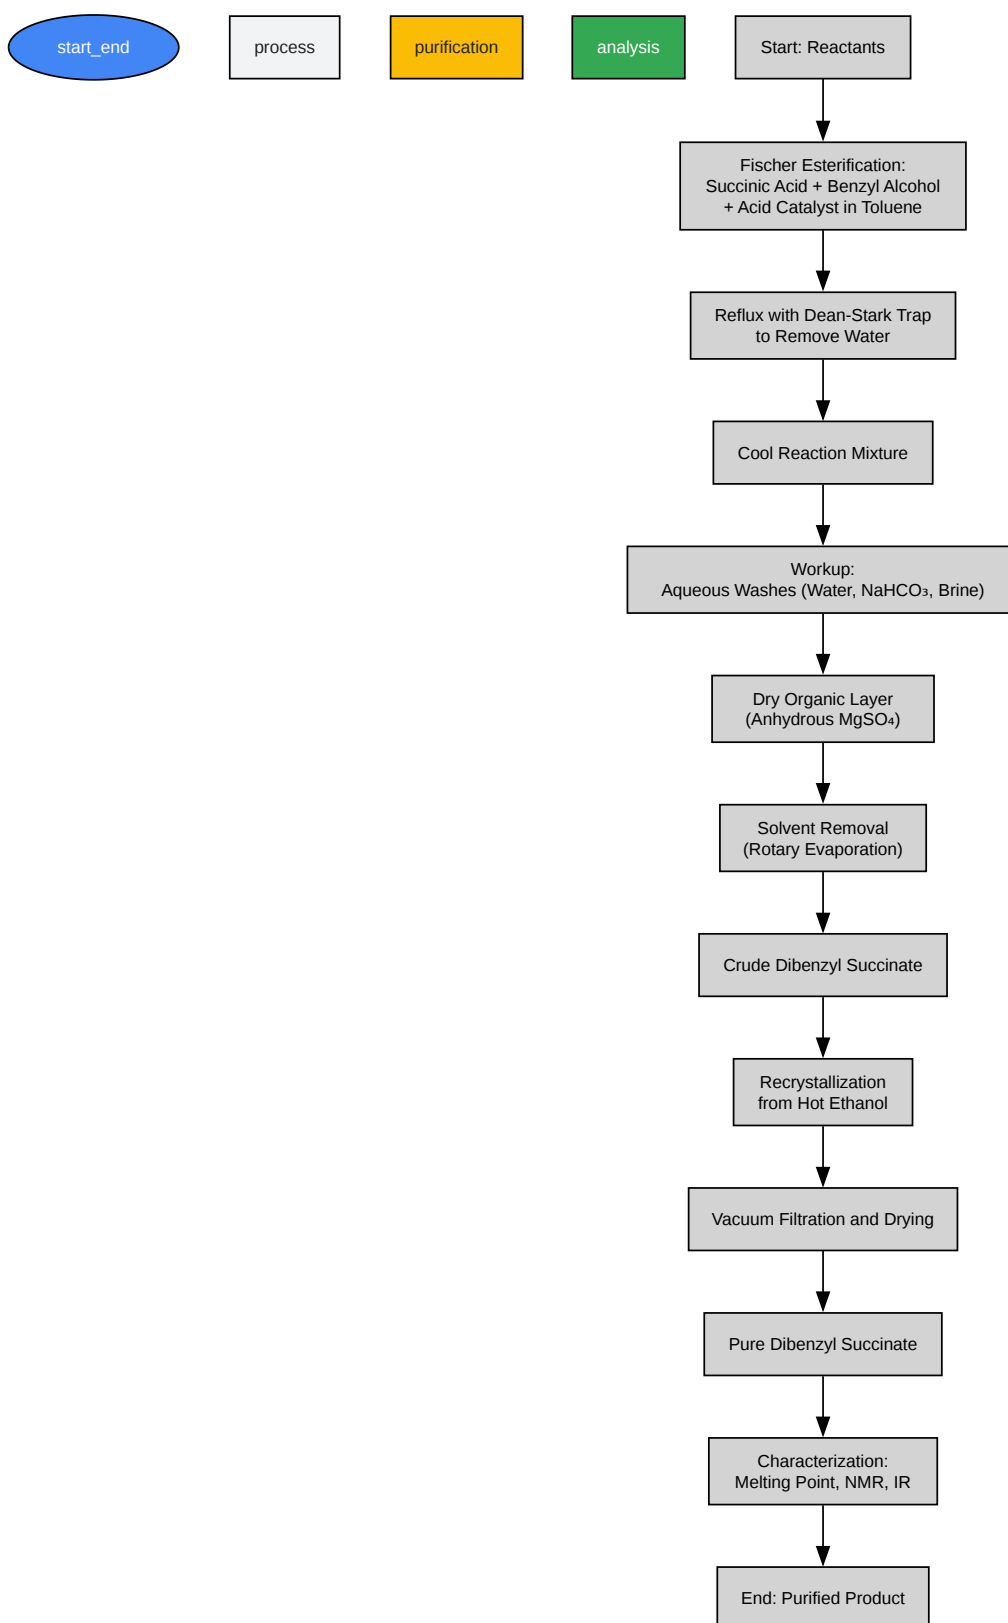 start_end
process
purification
analysis
Start: Reactants
Fischer Esterification:
Succinic Acid + Benzyl Alcohol
+ Acid Catalyst in Toluene
Reflux with Dean-Stark Trap
to Remove Water
Cool Reaction Mixture
Workup:
Aqueous Washes (Water, NaHCO₃, Brine)
Dry Organic Layer
(Anhydrous MgSO₄)
Solvent Removal
(Rotary Evaporation)
Crude Dibenzyl Succinate
Recrystallization
from Hot Ethanol
Vacuum Filtration and Drying
Pure Dibenzyl Succinate
Characterization:
Melting Point, NMR, IR
End: Purified Product